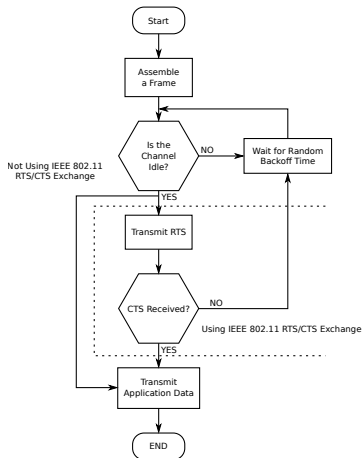 Start
Assemble
a Frame
Is the
Channel
Idle?
NO
Wait for Random
Backoff Time
Not Using IEEE 802.11
RTS/CTS Exchange
YES
Transmit RTS
CTS Received?
NO
Using IEEE 802.11 RTS/CTS Exchange
YES
Transmit
Application Data
END